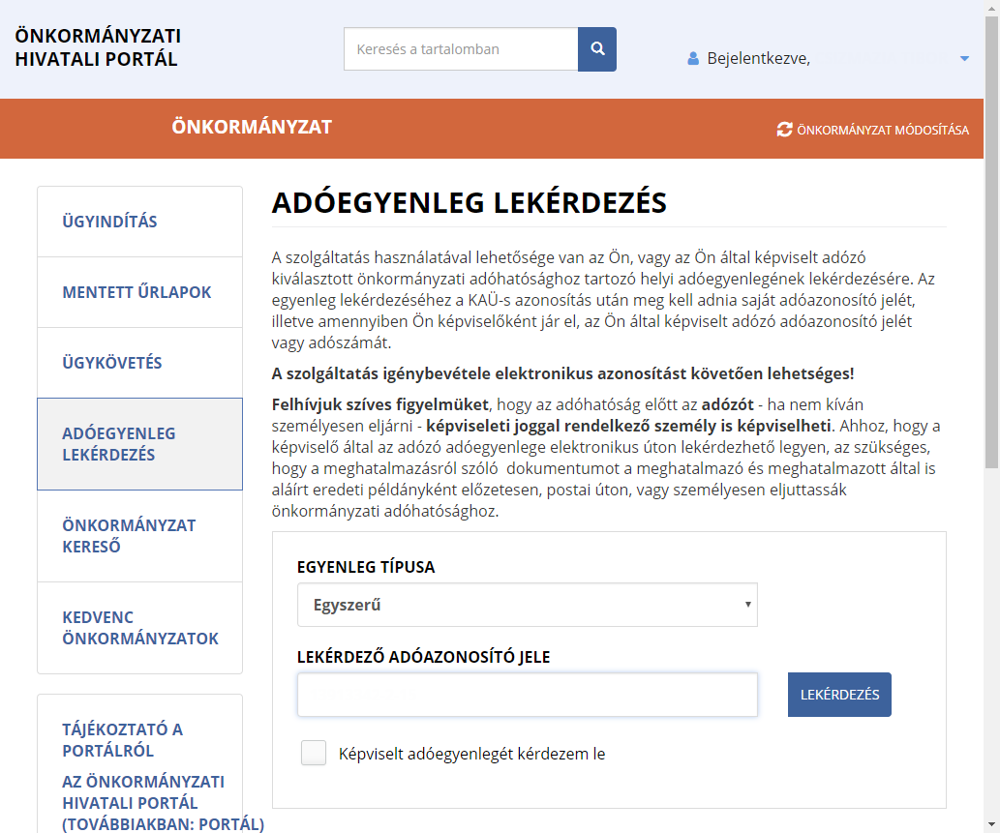 ÖNKORMÁNYZATI
HIVATALI PORTÁL
Keresés a tartalomban
Bejelentkezve,
ÖNKORMÁNYZAT
ÖNKORMÁNYZAT MÓDOSÍTÁSA
ÜGYINDÍTÁS
MENTETT ŰRLAPOK
ÜGYKÖVETÉS
ADÓEGYENLEG
LEKÉRDEZÉS
ÖNKORMÁNYZAT
KERESŐ
KEDVENC
ÖNKORMÁNYZATOK
TÁJÉKOZTATÓ A
PORTÁLRÓL
AZ ÖNKORMÁNYZATI
HIVATALI PORTÁL
(TOVÁBBIAKBAN: PORTÁL)
ADÓEGYENLEG LEKÉRDEZÉS
A szolgáltatás használatával lehetősége van az Ön, vagy az Ön által képviselt adózó
kiválasztott önkormányzati adóhatósághoz tartozó helyi adóegyenlegének lekérdezésére. Az
egyenleg lekérdezéséhez a KAÜ-s azonosítás után meg kell adnia saját adóazonosító jelét,
illetve amennyiben Ön képviselőként jár el, az Ön által képviselt adózó adóazonosító jelét
vagy adószámát.
A szolgáltatás igénybevétele elektronikus azonosítást követően lehetséges!
Felhívjuk szíves figyelmüket, hogy az adóhatóság előtt az adózót - ha nem kíván
személyesen eljárni - képviseleti joggal rendelkező személy is képviselheti. Ahhoz, hogy a
képviselő által az adózó adóegyenlege elektronikus úton lekérdezhető legyen, az szükséges,
hogy a meghatalmazásról szóló  dokumentumot a meghatalmazó és meghatalmazott által is
aláírt eredeti példányként előzetesen, postai úton, vagy személyesen eljuttassák
önkormányzati adóhatósághoz.
EGYENLEG TÍPUSA
Egyszerű
LEKÉRDEZŐ ADÓAZONOSÍTÓ JELE
LEKÉRDEZÉS
Képviselt adóegyenlegét kérdezem le